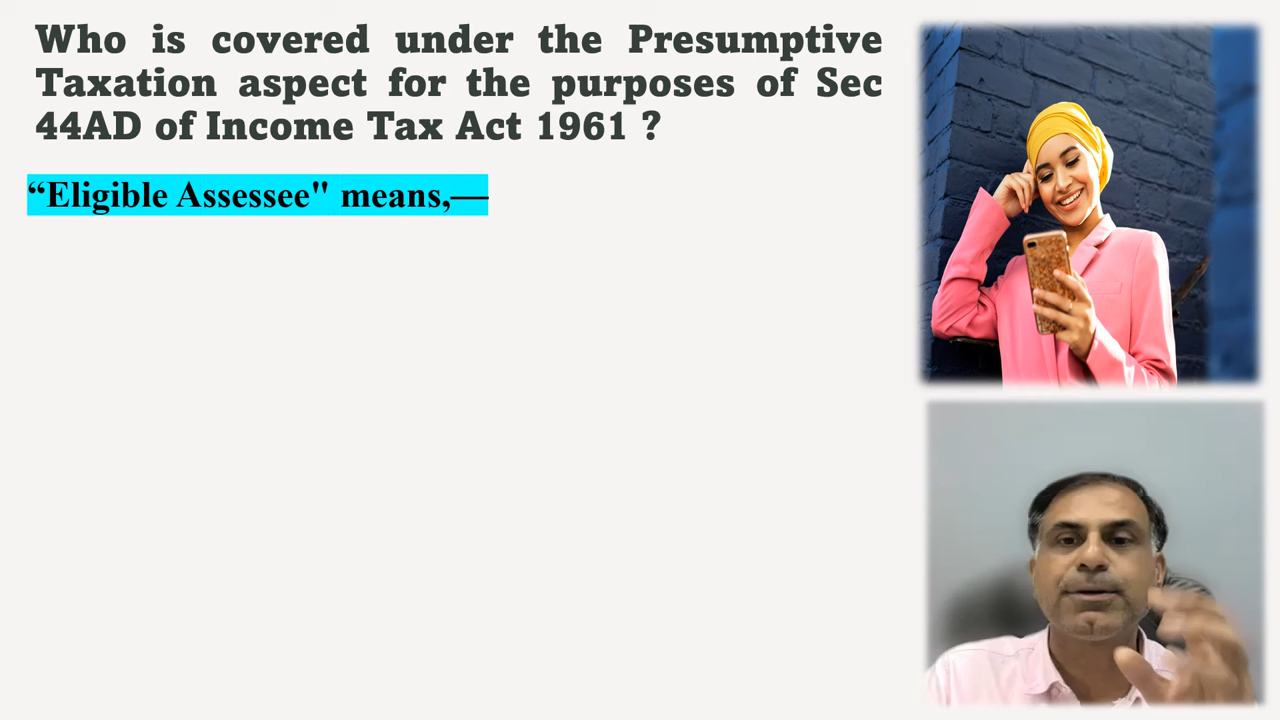 Who is covered under the Presumptive
Taxation aspect for the purposes of Sec
44AD of Income Tax Act 1961 ?
“Eligible Assessee" means,—